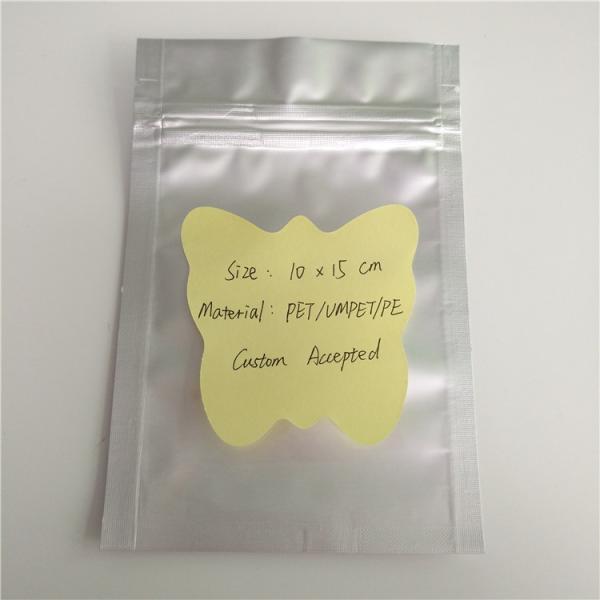 Size: 10 x 15 cm
Material: PET/VMPET/PE
Custom Accepted